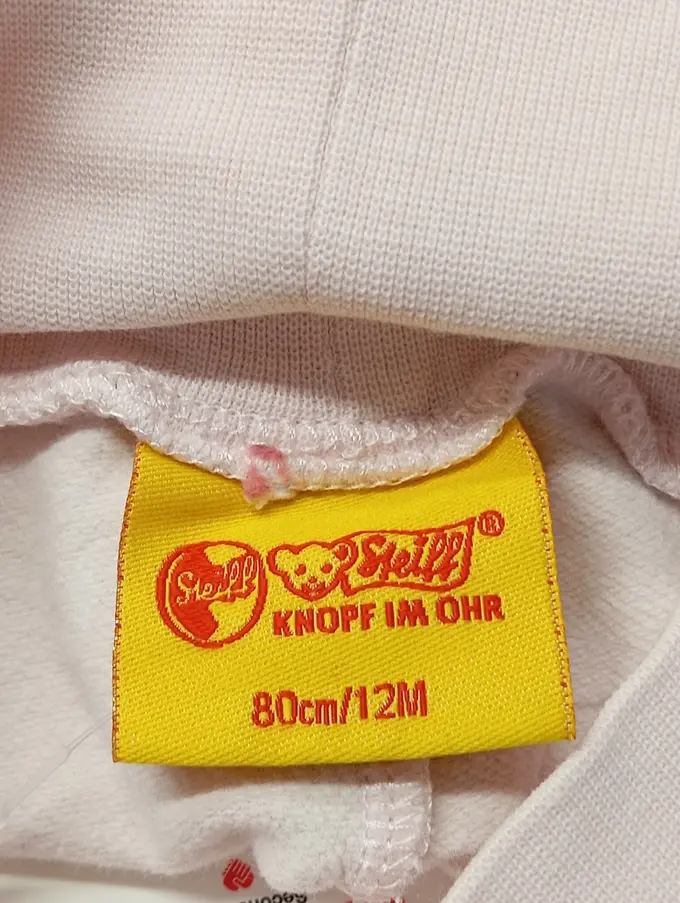 Steiff
Steiff®
KNOPF IM OHR
80cm/12M